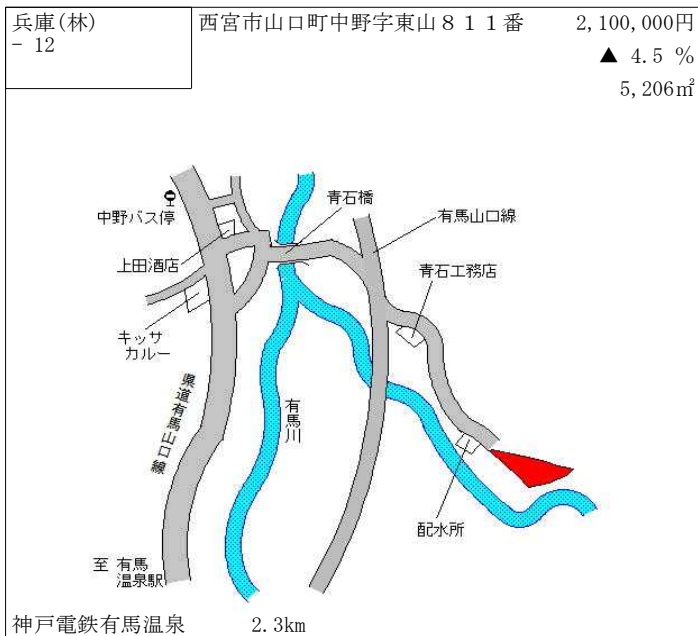 兵庫(林)
- 12
西宮市山口町中野字東山８１１番
2,100,000円
▲ 4.5 %
5,206㎡
中野バス停
青石橋
有馬山口線
上田酒店
青石工務店
キッサ
カルー
県道有馬山口線
有馬川
配水所
至 有馬
温泉駅
神戸電鉄有馬温泉 2.3km